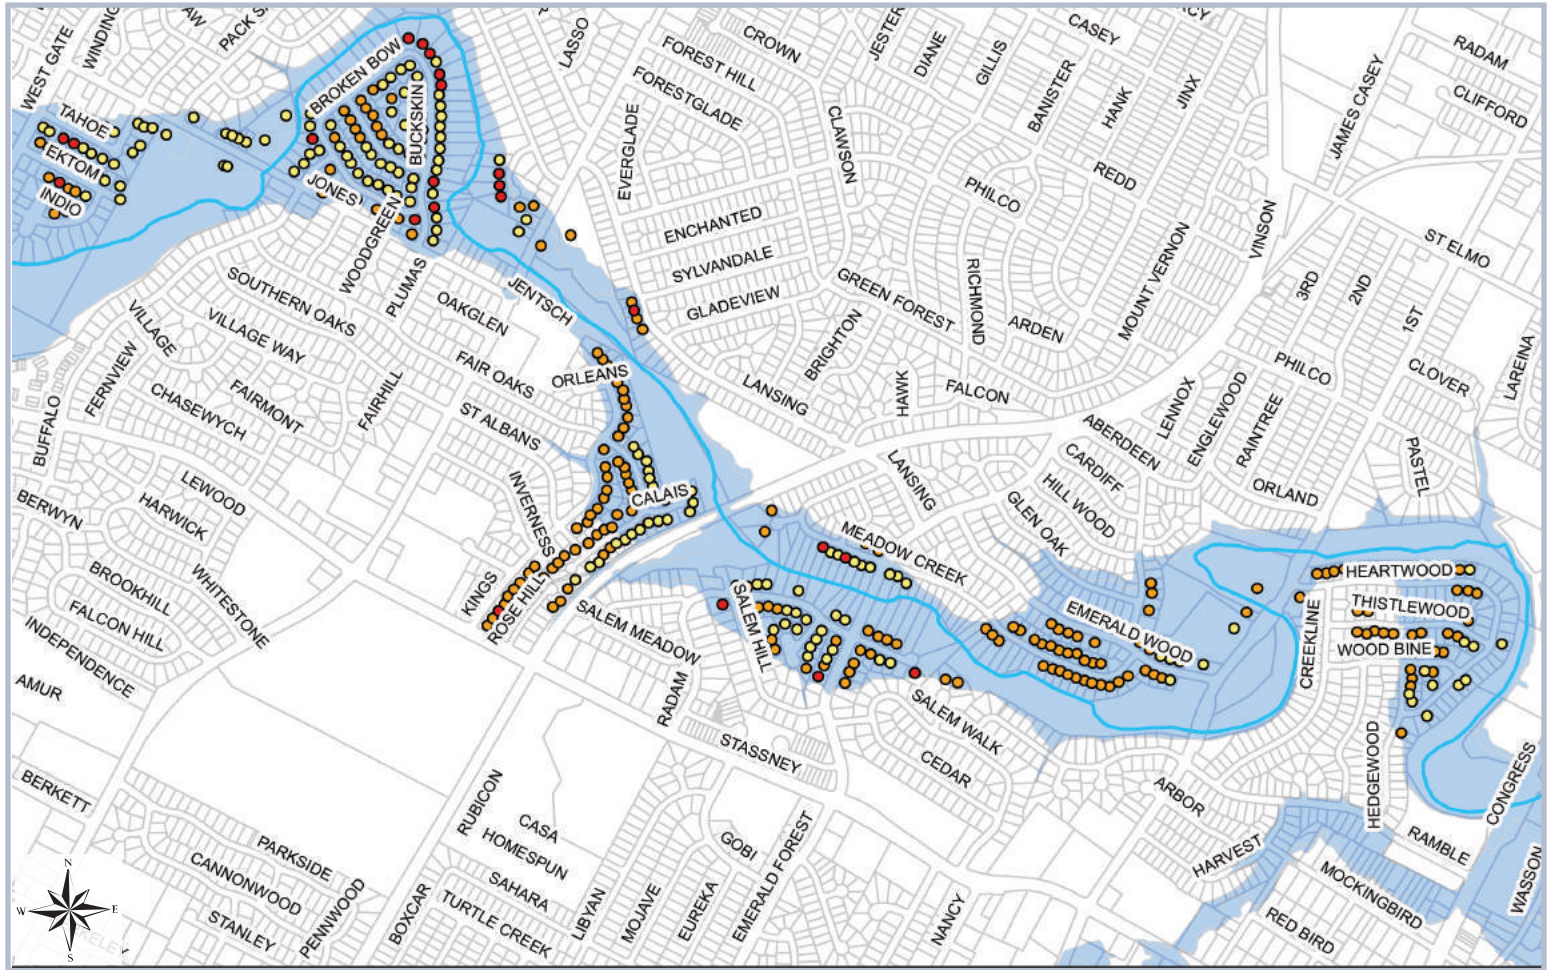 WEST GATE
WINDING
PACK S
LASSO
CROWN
JESTER
DIANE
GILLIS
CASEY
RADAM
CLIFFORD
FOREST HILL
FORESTGLADE
BANISTER
HANK
JINX
JAMES CASEY
BROKEN BOW
BUCKSKIN
TAHOE
EKTOM
INDIO
JONES
WOODGREEN
PLUMAS
EVERGLADE
CLAWSON
PHILCO
REDD
ENCHANTED
SYLVANDALE
GLADEVIEW
GREEN FOREST
RICHMOND
ARDEN
MOUNT VERNON
VINSON
ST ELMO
3RD
2ND
1ST
SOUTHERN OAKS
VILLAGE
VILLAGE WAY
OAKGLEN
JENTSCH
BRIGHTON
LANSING
HAWK
FALCON
PHILCO
CLOVER
LAREINA
FERNVIEW
CHASEWYCH
FAIRMONT
FAIRHILL
FAIR OAKS
ORLEANS
ST ALBANS
ABERDEEN
LENNOX
ENGLEWOOD
RAINTREE
BUFFALO
LEWOOD
HARWICK
BERWYN
INVERNESS
CALAIS
LANSING
CARDIFF
HILL WOOD
GLEN OAK
ORLAND
PASTEL
MEADOW CREEK
BROOKHILL
WHITESTONE
FALCON HILL
INDEPENDENCE
KINGS
ROSE HILL
SALEM MEADOW
SALEM HILL
EMERALD WOOD
HEARTWOOD
THISTLEWOOD
WOOD BINE
CREEKLINE
AMUR
RADAM
SALEM WALK
STASSNEY
CEDAR
ARBOR
HEDGEWOOD
CONGRESS
BERKETT
RUBICON
CASA
HOMESPUN
SAHARA
TURTLE CREEK
PARKSIDE
CANNONWOOD
STANLEY
PENNWOOD
BOXCAR
LIBYAN
MOJAVE
EUREKA
GOBI
EMERALD FOREST
NANCY
HARVEST
RAMBLE
MOCKINGBIRD
RED BIRD
WASSON
N
W E
S